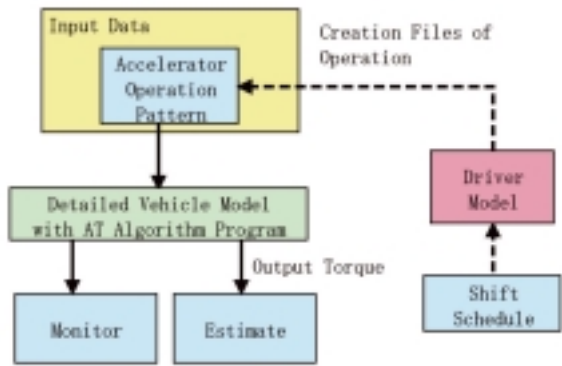 Input Data
Accelerator
Operation
Pattern
Creation Files of
Operation
Driver
Model
Detailed Vehicle Model
with AT Algorithm Program
Output Torque
Shift
Schedule
Monitor
Estimate